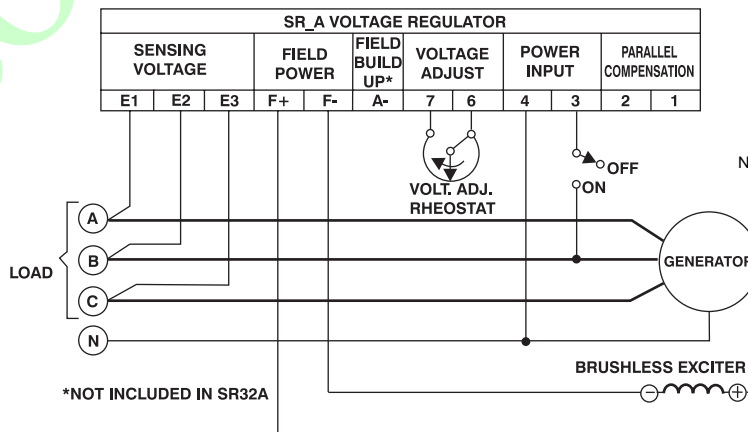 SR_A VOLTAGE REGULATOR
SENSING VOLTAGE
FIELD POWER
FIELD BUILD UP*
VOLTAGE ADJUST
POWER INPUT
PARALLEL COMPENSATION
E1 E2 E3 F+ F- A- 7 6 4 3 2 1
OFF
ON
VOLT. ADJ.
RHEOSTAT
N
LOAD
A
B
C
N
GENERATOR
BRUSHLESS EXCITER
- +
*NOT INCLUDED IN SR32A